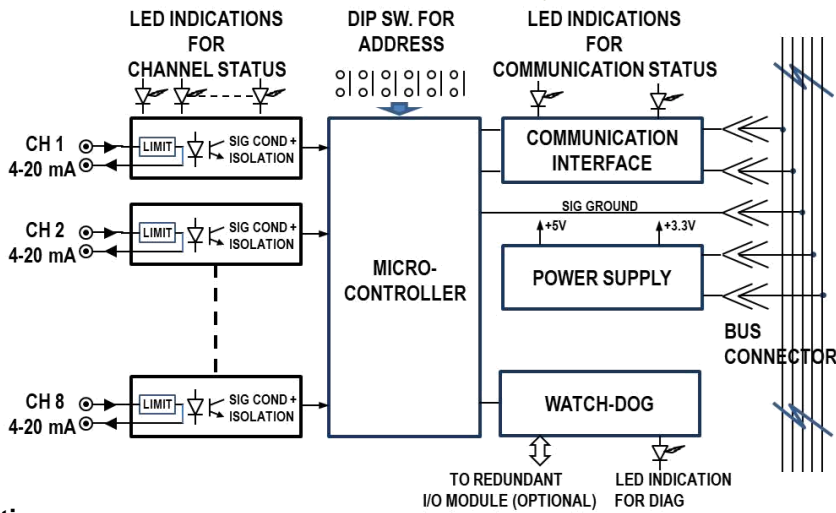 LED INDICATIONS
FOR
CHANNEL STATUS
DIP SW. FOR
ADDRESS
LED INDICATIONS
FOR
COMMUNICATION STATUS
CH 1
4-20 mA
LIMIT
SIG COND +
ISOLATION
COMMUNICATION
INTERFACE
CH 2
4-20 mA
LIMIT
SIG COND +
ISOLATION
SIG GROUND
+5V
+3.3V
MICRO-
CONTROLLER
POWER SUPPLY
BUS
CONNECTOR
CH 8
4-20 mA
LIMIT
SIG COND +
ISOLATION
WATCH-DOG
TO REDUNDANT
I/O MODULE (OPTIONAL)
LED INDICATION
FOR DIAG